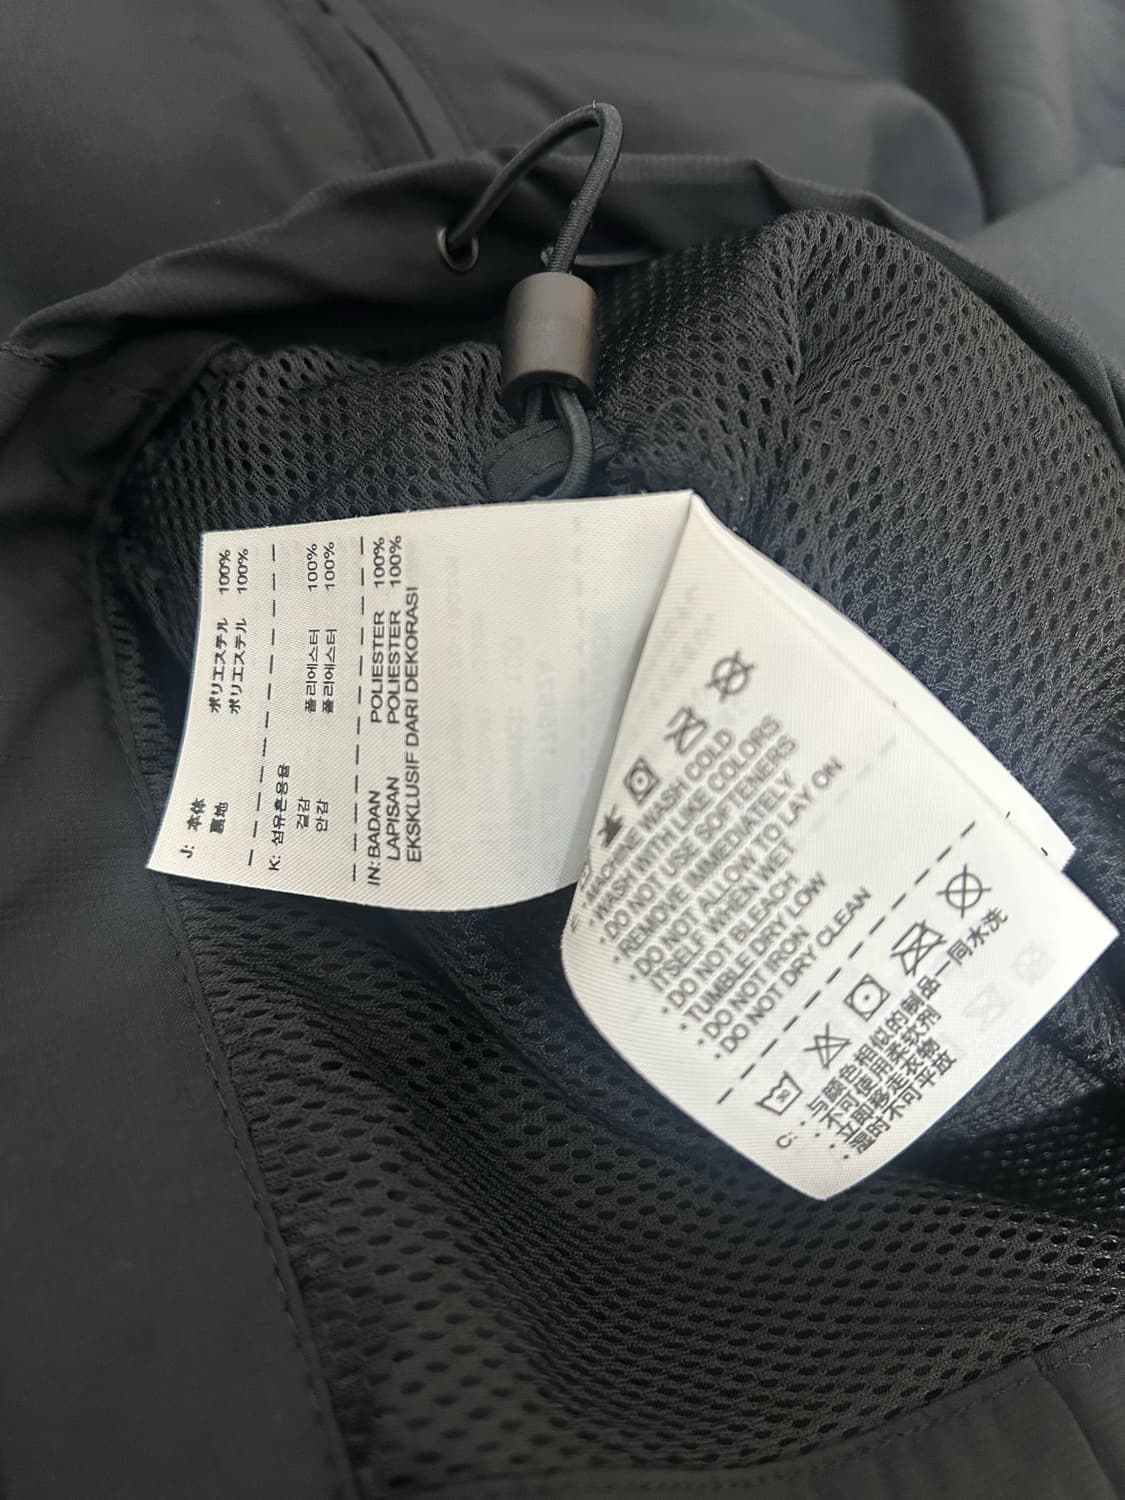 J: 本体 ポリエステル 100%
裏地 ポリエステル 100%
K: 섬유혼용율
겉감 폴리에스터 100%
안감 폴리에스터 100%
IN: BADAN POLIESTER 100%
LAPISAN POLIESTER 100%
EKSKLUSIF DARI DEKORASI
E: · MACHINE WASH COLD
· WASH WITH LIKE COLORS
· DO NOT USE SOFTENERS
· REMOVE IMMEDIATELY
· DO NOT ALLOW TO LAY ON
ITSELF WHEN WET
· DO NOT BLEACH
· TUMBLE DRY LOW
· DO NOT IRON
· DO NOT DRY CLEAN
30
C: · 与颜色相似的制品一同水洗
· 不可使用柔软剂
· 立即移走衣物
· 湿时不可平放